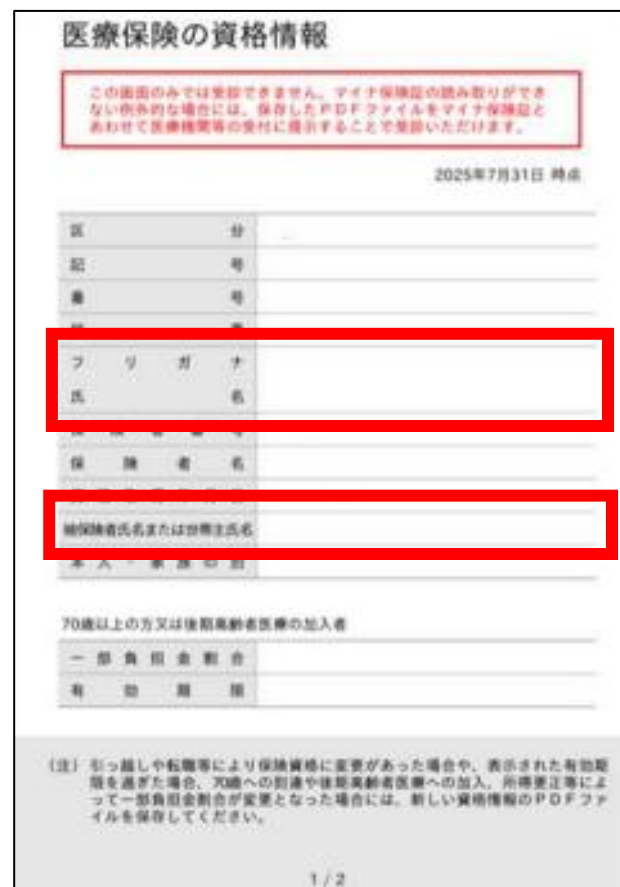 医療保険の資格情報
この画面のみでは受診できません。マイナ保険証の読み取りができ
ない例外的な場合には、保存したPDFファイルをマイナ保険証と
あわせて医療機関等の受付に提示することで受診いただけます。
2025年7月31日 時点
区分
記号
番号
フリガナ
氏名
保険者名
被保険者氏名または世帯主氏名
本人・家族の別
70歳以上の方又は後期高齢者医療の加入者
一部負担金割合
有効期限
(注) 引っ越しや転職等により保険資格に変更があった場合や、表示された有効期
限を過ぎた場合、70歳への到達や後期高齢者医療への加入、所得更正等によ
って一部負担金割合が変更となった場合には、新しい資格情報のPDFファ
イルを保存してください。
1 / 2